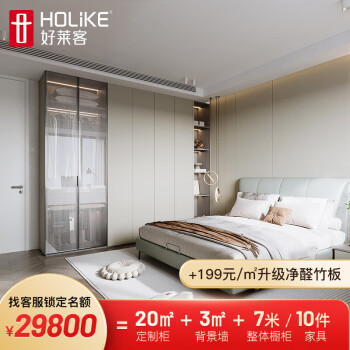 HOLiKE
好莱客
+199元/㎡升级净醛竹板
找客服锁定名额
¥29800
=
20㎡ + 3㎡ + 7米/10件
定制柜 背景墙 整体橱柜 家具